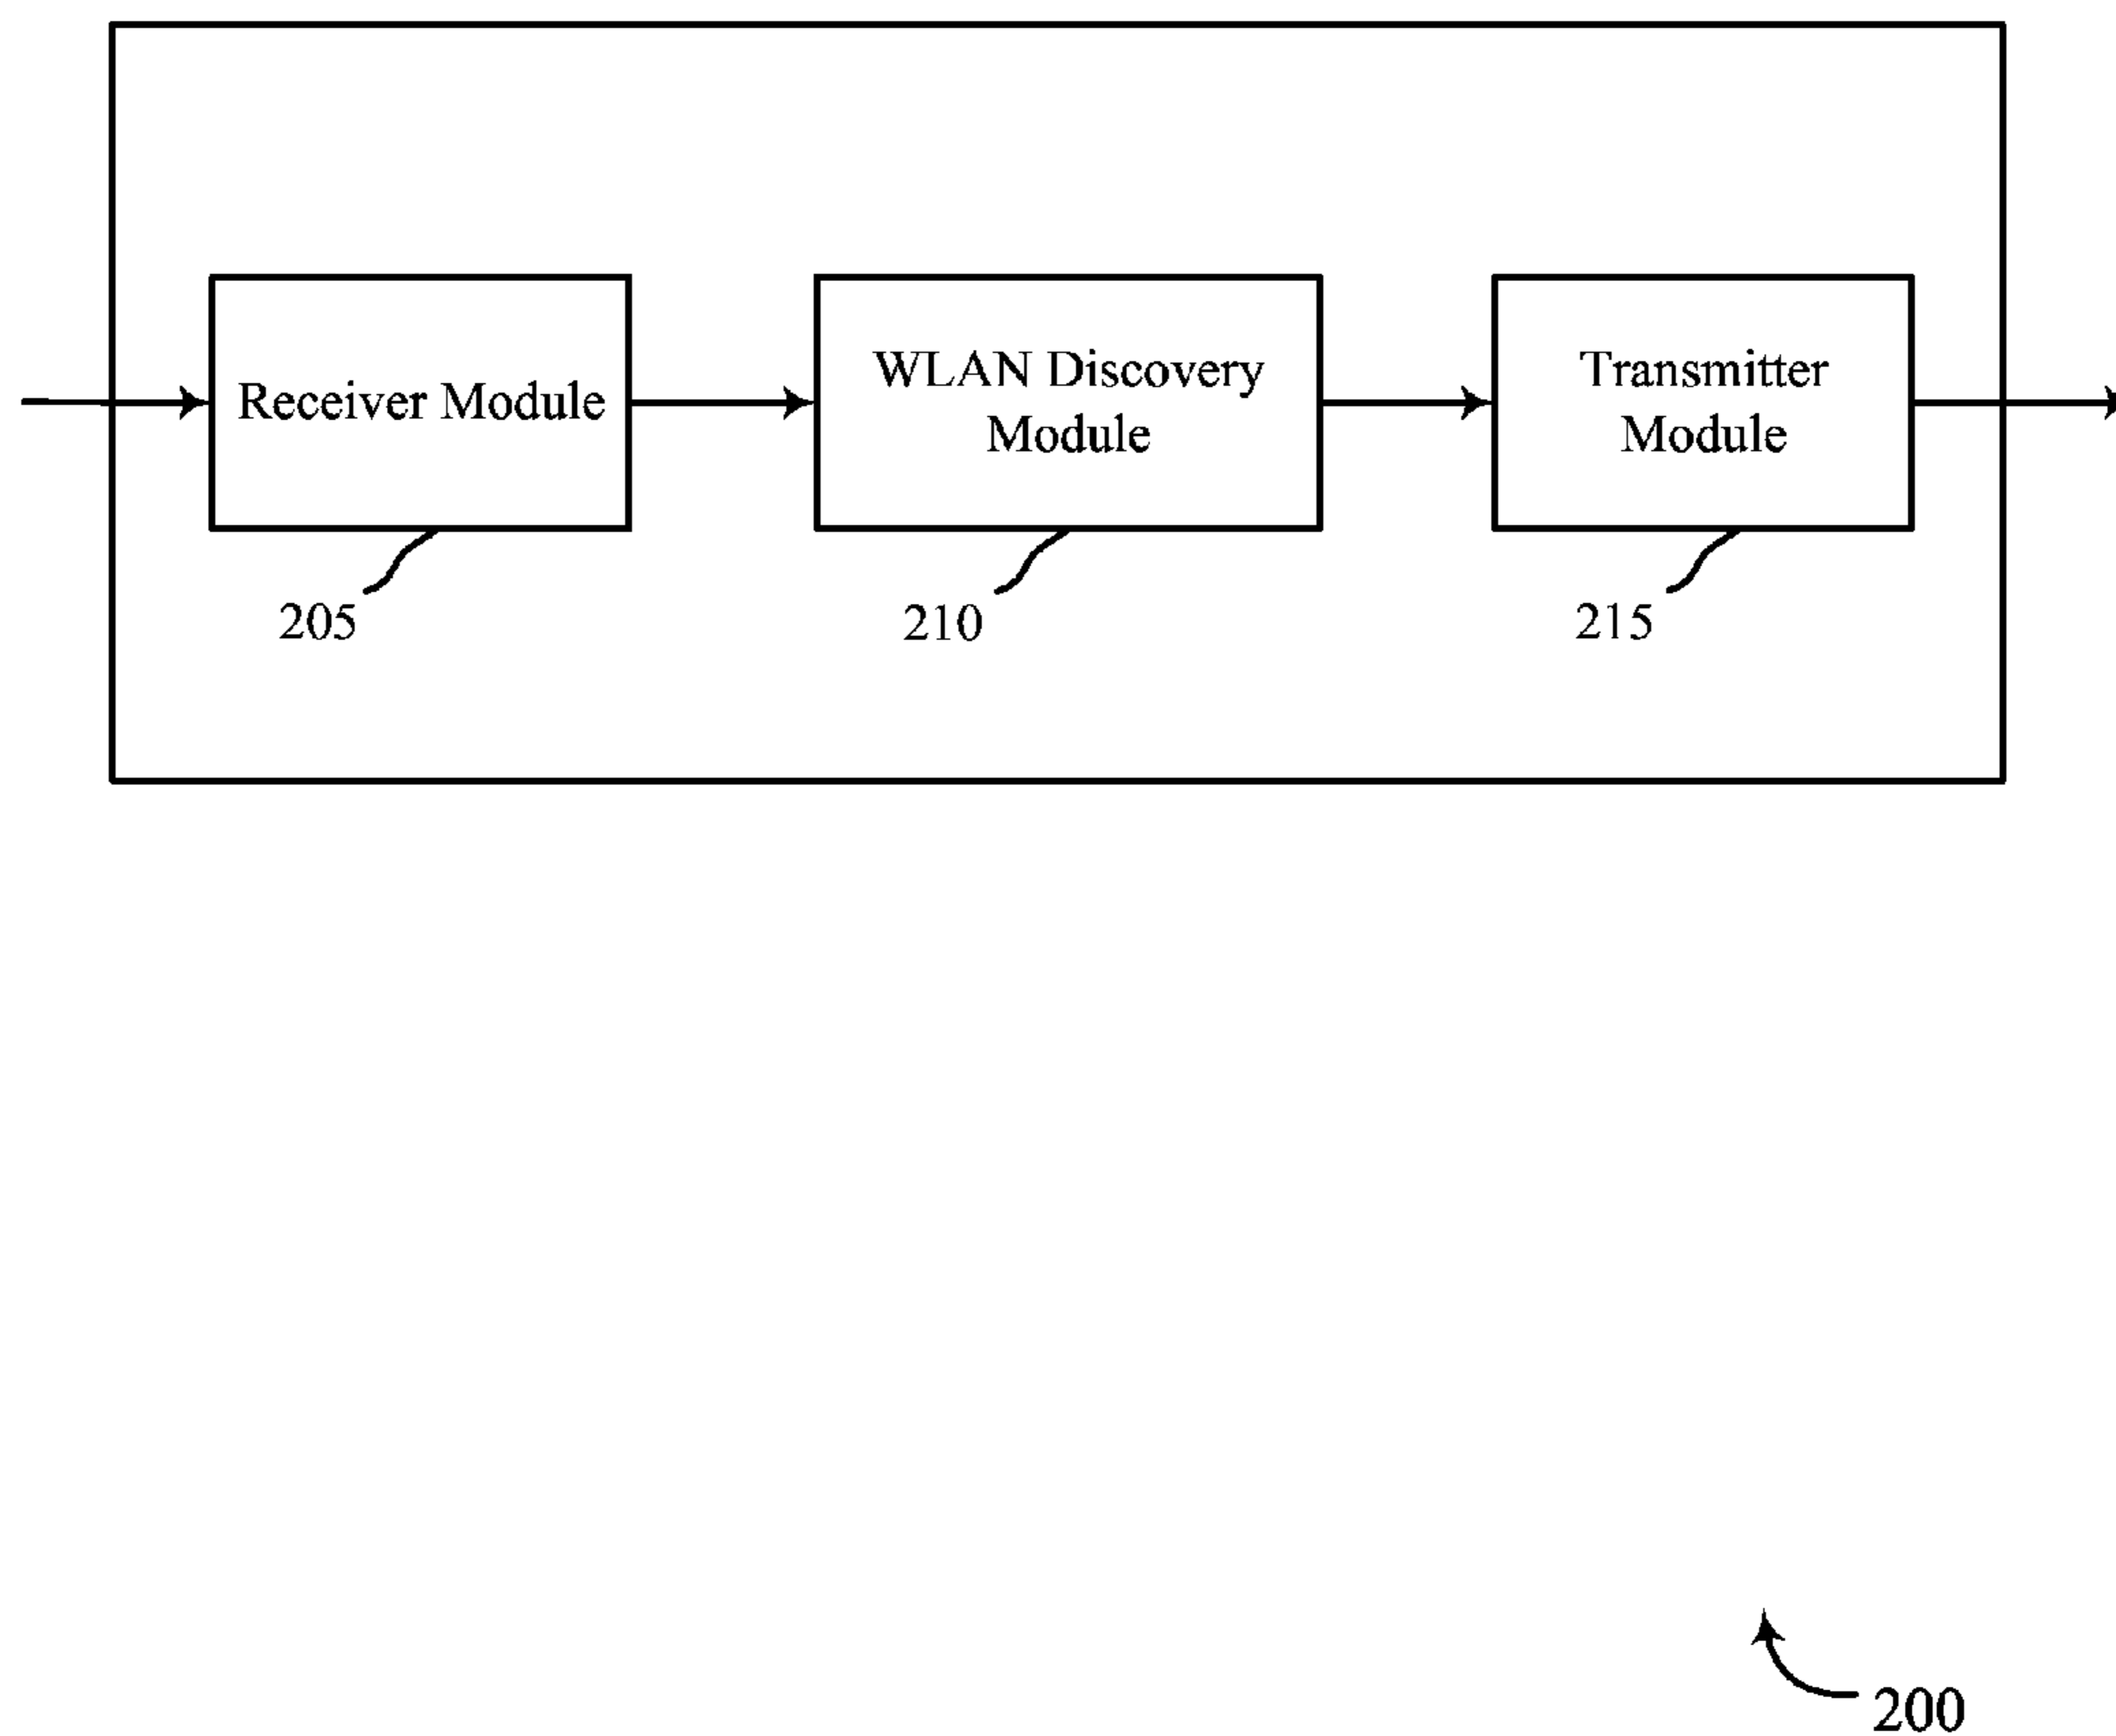 Receiver Module
WLAN Discovery
Module
Transmitter
Module
205
210
215
200